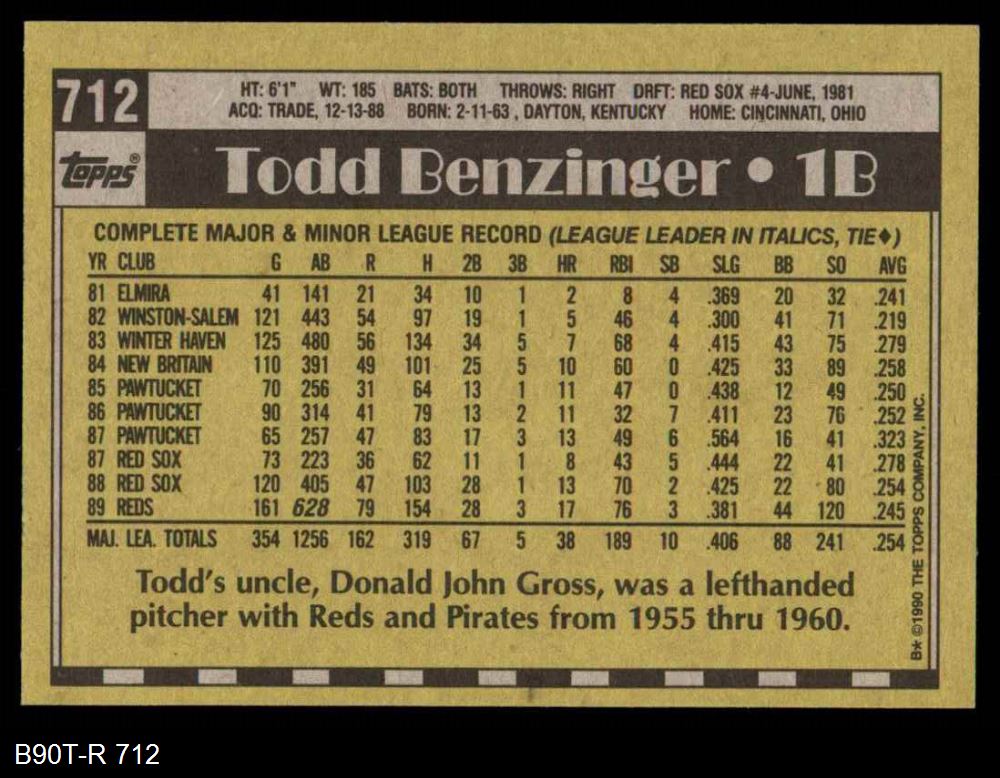 712
HT: 6'1" WT: 185 BATS: BOTH THROWS: RIGHT DRFT: RED SOX #4-JUNE, 1981
ACQ: TRADE, 12-13-88 BORN: 2-11-63 , DAYTON, KENTUCKY HOME: CINCINNATI, OHIO
topps®
Todd Benzinger • 1B
COMPLETE MAJOR & MINOR LEAGUE RECORD (LEAGUE LEADER IN ITALICS, TIE♦)
YR CLUB G AB R H 2B 3B HR RBI SB SLG BB SO AVG
81 ELMIRA 41 141 21 34 10 1 2 8 4 .369 20 32 .241
82 WINSTON-SALEM 121 443 54 97 19 1 5 46 4 .300 41 71 .219
83 WINTER HAVEN 125 480 56 134 34 5 7 68 4 .415 43 75 .279
84 NEW BRITAIN 110 391 49 101 25 5 10 60 0 .425 33 89 .258
85 PAWTUCKET 70 256 31 64 13 1 11 47 0 .438 12 49 .250
86 PAWTUCKET 90 314 41 79 13 2 11 32 7 .411 23 76 .252
87 PAWTUCKET 65 257 47 83 17 3 13 49 6 .564 16 41 .323
87 RED SOX 73 223 36 62 11 1 8 43 5 .444 22 41 .278
88 RED SOX 120 405 47 103 28 1 13 70 2 .425 22 80 .254
89 REDS 161 628 79 154 28 3 17 76 3 .381 44 120 .245
MAJ. LEA. TOTALS 354 1256 162 319 67 5 38 189 10 .406 88 241 .254
Todd's uncle, Donald John Gross, was a lefthanded
pitcher with Reds and Pirates from 1955 thru 1960.
B★ ©1990 THE TOPPS COMPANY, INC.
B90T-R 712